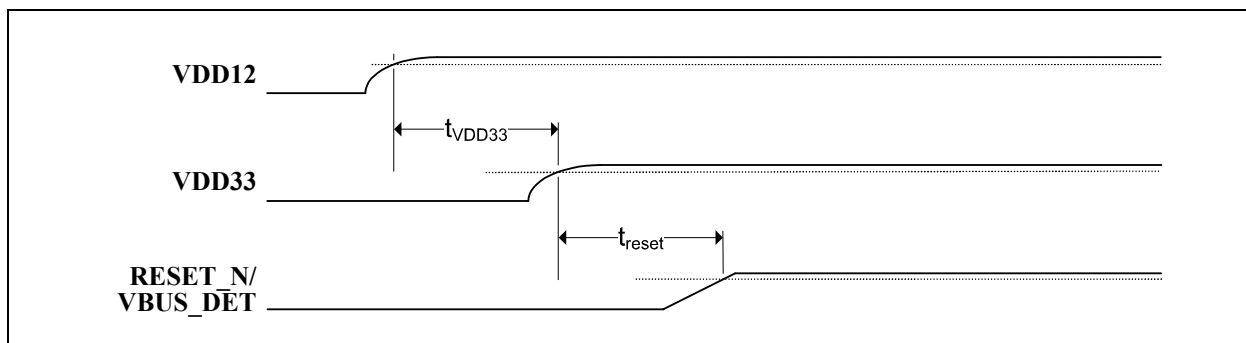 VDD12
tVDD33
VDD33
treset
RESET_N/
VBUS_DET